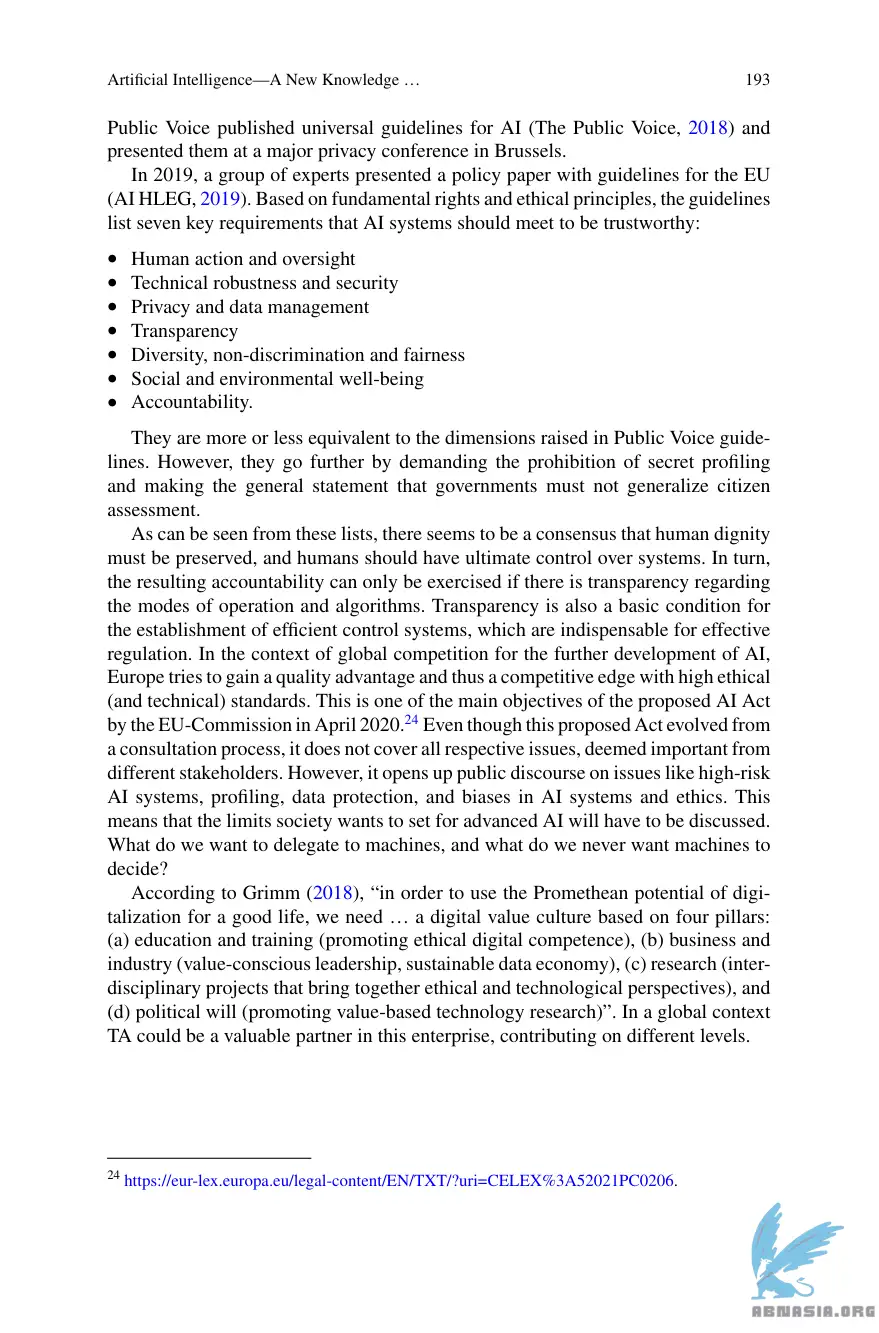 Artificial Intelligence—A New Knowledge … 193
Public Voice published universal guidelines for AI (The Public Voice, 2018) and
presented them at a major privacy conference in Brussels.
In 2019, a group of experts presented a policy paper with guidelines for the EU
(AI HLEG, 2019). Based on fundamental rights and ethical principles, the guidelines
list seven key requirements that AI systems should meet to be trustworthy:
• Human action and oversight
• Technical robustness and security
• Privacy and data management
• Transparency
• Diversity, non-discrimination and fairness
• Social and environmental well-being
• Accountability.
They are more or less equivalent to the dimensions raised in Public Voice guide-
lines. However, they go further by demanding the prohibition of secret profiling
and making the general statement that governments must not generalize citizen
assessment.
As can be seen from these lists, there seems to be a consensus that human dignity
must be preserved, and humans should have ultimate control over systems. In turn,
the resulting accountability can only be exercised if there is transparency regarding
the modes of operation and algorithms. Transparency is also a basic condition for
the establishment of efficient control systems, which are indispensable for effective
regulation. In the context of global competition for the further development of AI,
Europe tries to gain a quality advantage and thus a competitive edge with high ethical
(and technical) standards. This is one of the main objectives of the proposed AI Act
by the EU-Commission in April 2020.24 Even though this proposed Act evolved from
a consultation process, it does not cover all respective issues, deemed important from
different stakeholders. However, it opens up public discourse on issues like high-risk
AI systems, profiling, data protection, and biases in AI systems and ethics. This
means that the limits society wants to set for advanced AI will have to be discussed.
What do we want to delegate to machines, and what do we never want machines to
decide?
According to Grimm (2018), “in order to use the Promethean potential of digi-
talization for a good life, we need … a digital value culture based on four pillars:
(a) education and training (promoting ethical digital competence), (b) business and
industry (value-conscious leadership, sustainable data economy), (c) research (inter-
disciplinary projects that bring together ethical and technological perspectives), and
(d) political will (promoting value-based technology research)”. In a global context
TA could be a valuable partner in this enterprise, contributing on different levels.
24 https://eur-lex.europa.eu/legal-content/EN/TXT/?uri=CELEX%3A52021PC0206.
ABNASIA.ORG